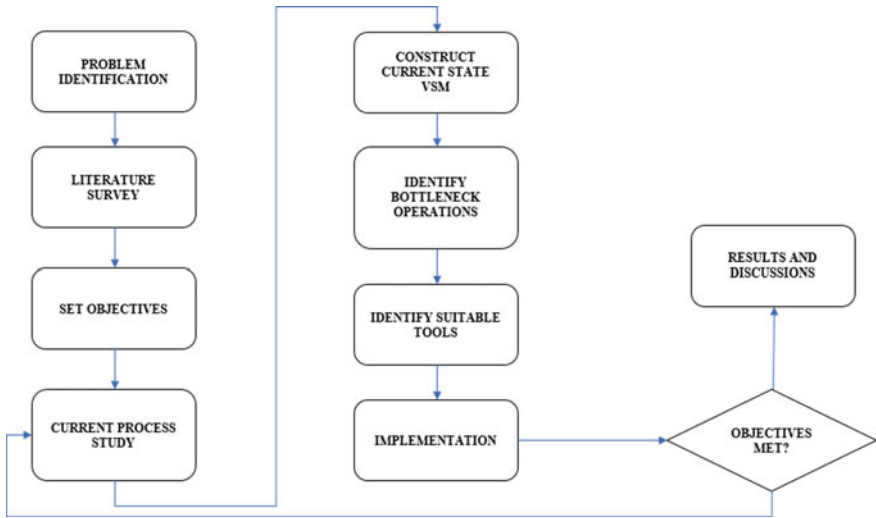 PROBLEM
IDENTIFICATION
LITERATURE
SURVEY
SET OBJECTIVES
CURRENT PROCESS
STUDY
CONSTRUCT
CURRENT STATE
VSM
IDENTIFY
BOTTLENECK
OPERATIONS
IDENTIFY SUITABLE
TOOLS
IMPLEMENTATION
OBJECTIVES
MET?
RESULTS AND
DISCUSSIONS